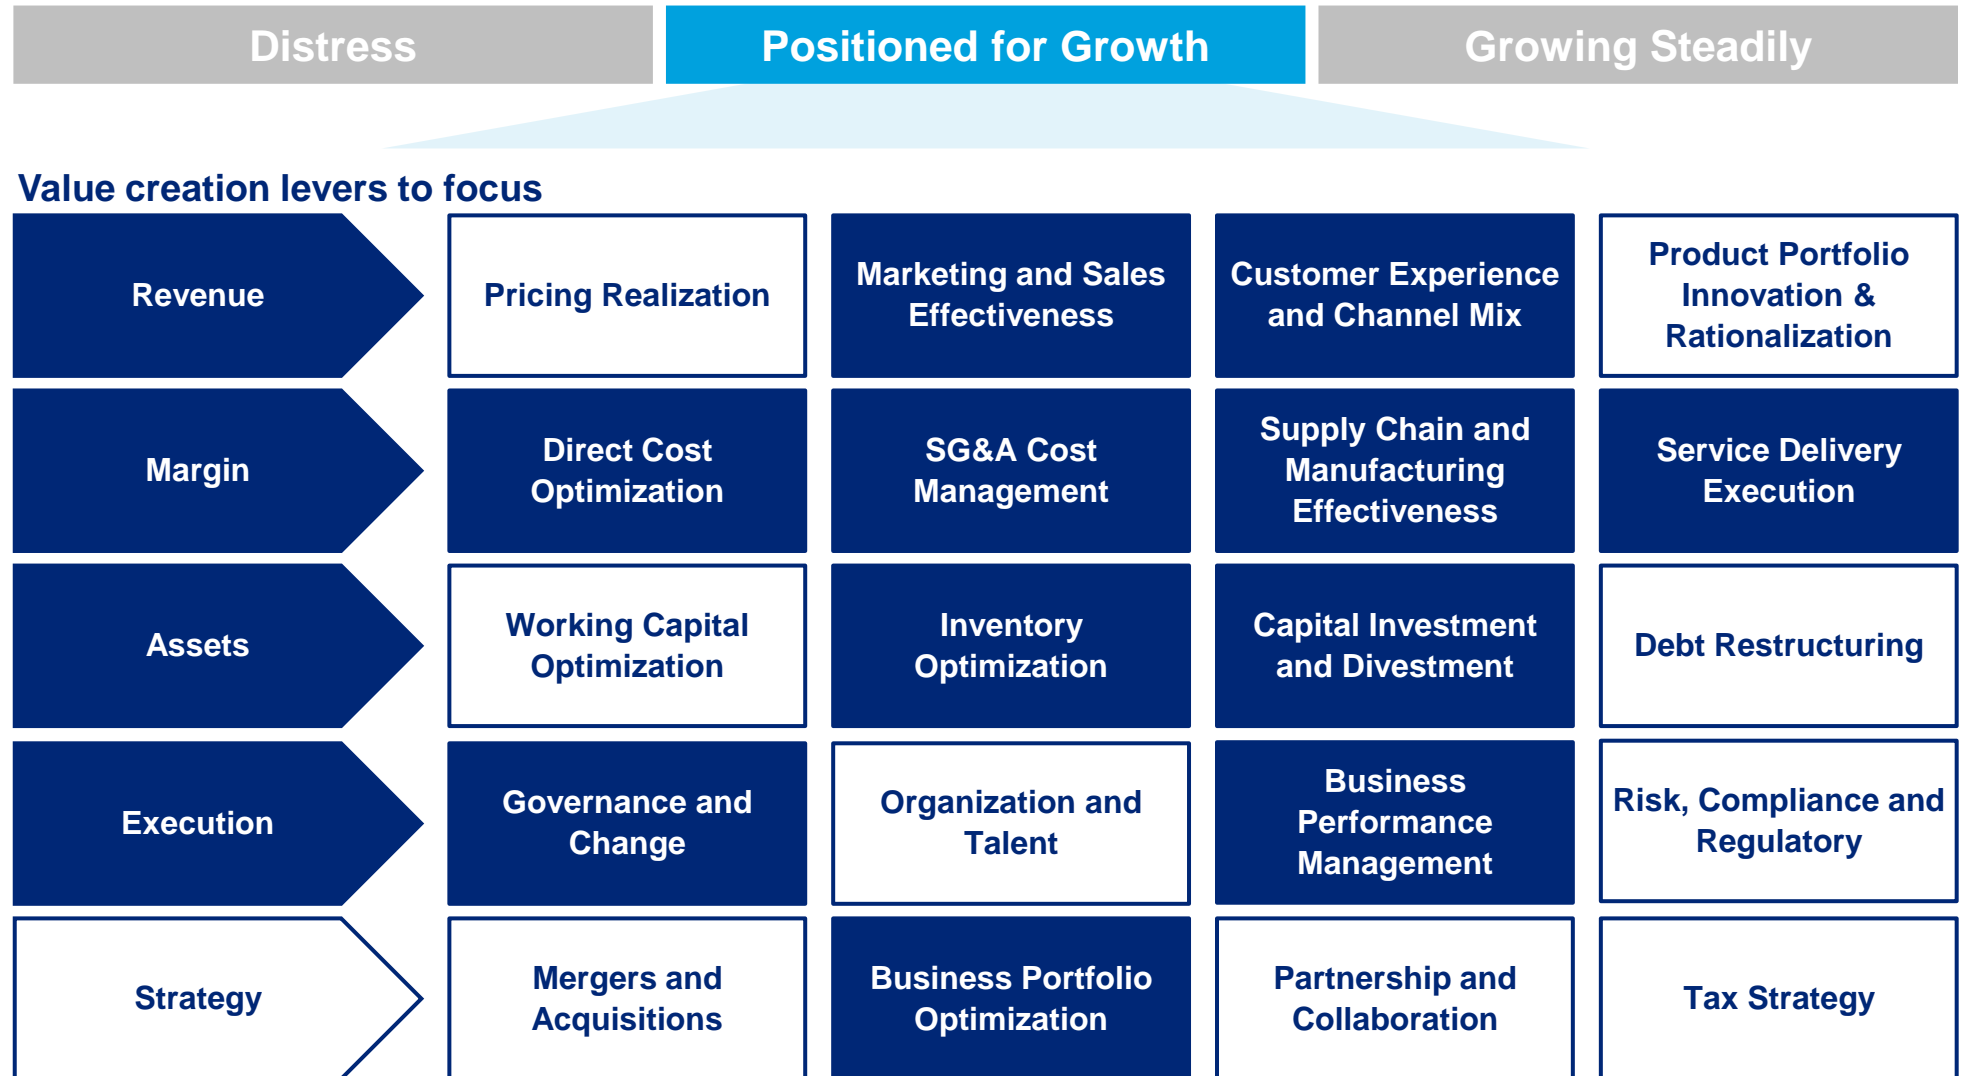 Distress
Positioned for Growth
Growing Steadily
Value creation levers to focus
Revenue
Pricing Realization
Marketing and Sales
Effectiveness
Customer Experience
and Channel Mix
Product Portfolio
Innovation &
Rationalization
Margin
Direct Cost
Optimization
SG&A Cost
Management
Supply Chain and
Manufacturing
Effectiveness
Service Delivery
Execution
Assets
Working Capital
Optimization
Inventory
Optimization
Capital Investment
and Divestment
Debt Restructuring
Execution
Governance and
Change
Organization and
Talent
Business
Performance
Management
Risk, Compliance and
Regulatory
Strategy
Mergers and
Acquisitions
Business Portfolio
Optimization
Partnership and
Collaboration
Tax Strategy